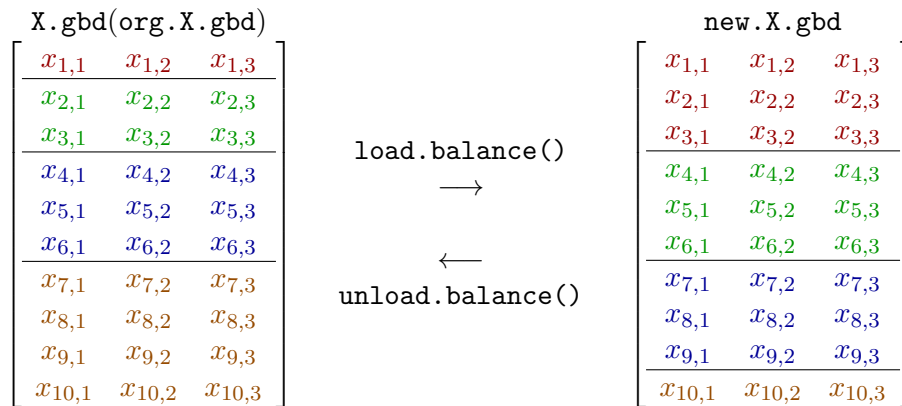 X.gbd(org.X.gbd)
x1,1 x1,2 x1,3
x2,1 x2,2 x2,3
x3,1 x3,2 x3,3
x4,1 x4,2 x4,3
x5,1 x5,2 x5,3
x6,1 x6,2 x6,3
x7,1 x7,2 x7,3
x8,1 x8,2 x8,3
x9,1 x9,2 x9,3
x10,1 x10,2 x10,3
load.balance()
⟶
⟵
unload.balance()
new.X.gbd
x1,1 x1,2 x1,3
x2,1 x2,2 x2,3
x3,1 x3,2 x3,3
x4,1 x4,2 x4,3
x5,1 x5,2 x5,3
x6,1 x6,2 x6,3
x7,1 x7,2 x7,3
x8,1 x8,2 x8,3
x9,1 x9,2 x9,3
x10,1 x10,2 x10,3